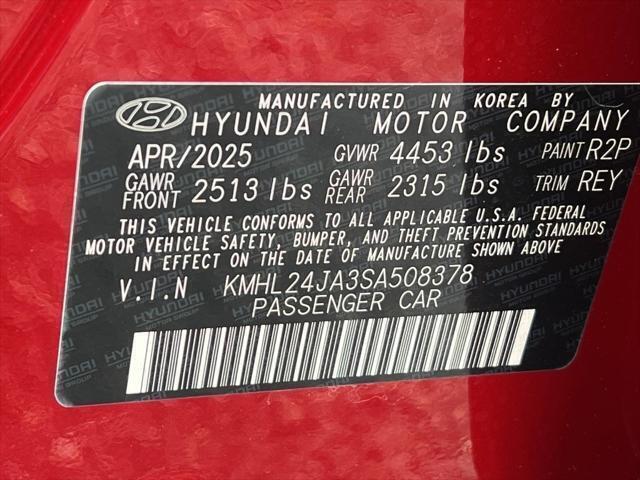 MANUFACTURED IN KOREA BY
HYUNDAI MOTOR COMPANY
APR/2025 GVWR 4453 lbs PAINT R2P
GAWR FRONT 2513 lbs GAWR REAR 2315 lbs TRIM REY
THIS VEHICLE CONFORMS TO ALL APPLICABLE U.S.A. FEDERAL
MOTOR VEHICLE SAFETY, BUMPER, AND THEFT PREVENTION STANDARDS
IN EFFECT ON THE DATE OF MANUFACTURE SHOWN ABOVE
V.I.N KMHL24JA3SA508378
PASSENGER CAR